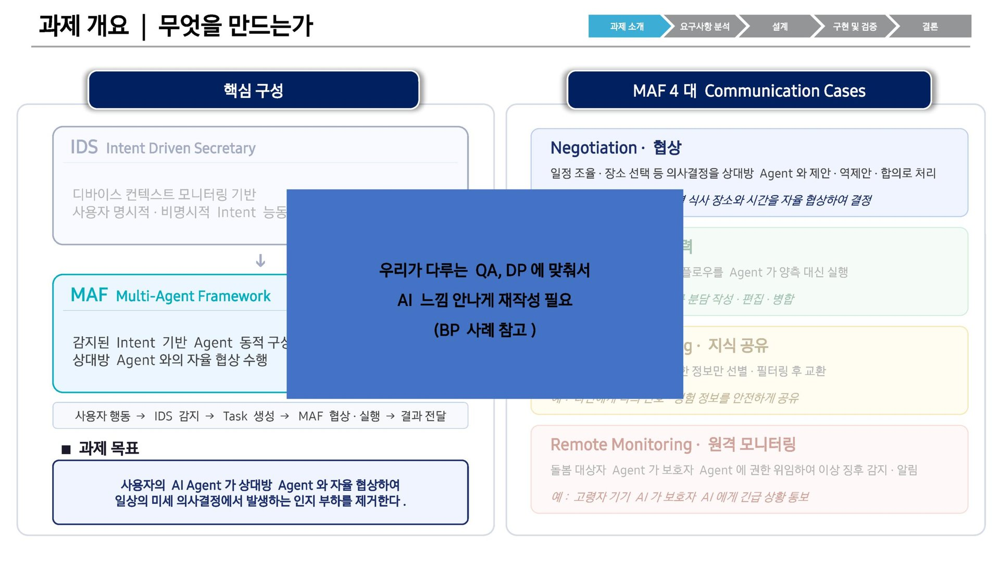 과제 개요 | 무엇을 만드는가
과제 소개
요구사항 분석
설계
구현 및 검증
결론
핵심 구성
IDS Intent Driven Secretary
디바이스 컨텍스트 모니터링 기반
사용자 명시적 · 비명시적 Intent 능동
↓
MAF Multi-Agent Framework
감지된 Intent 기반 Agent 동적
상대방 Agent 와의 자율 협상 수행
사용자 행동 → IDS 감지 → Task 생성 → MAF 협상 · 실행 → 결과 전달
■ 과제 목표
사용자의 AI Agent 가 상대방 Agent 와 자율 협상하여
일상의 미세 의사결정에서 발생하는 인지 부하를 제거한다 .
우리가 다루는 QA, DP 에 맞춰서
AI 느낌 안나게 재작성 필요
(BP 사례 참고 )
MAF 4 대 Communication Cases
Negotiation · 협상
일정 조율 · 장소 선택 등 의사결정을 상대방 Agent 와 제안 · 역제안 · 합의로 처리
식사 장소와 시간을 자율 협상하여 결정
력
플로우를 Agent 가 양측 대신 실행
분담 작성 · 편집 · 병합
g · 지식 공유
정보만 선별 · 필터링 후 교환
정보를 안전하게 공유
Remote Monitoring · 원격 모니터링
돌봄 대상자 Agent 가 보호자 Agent 에 권한 위임하여 이상 징후 감지 · 알림
예 : 고령자 기기 AI 가 보호자 AI 에게 긴급 상황 통보